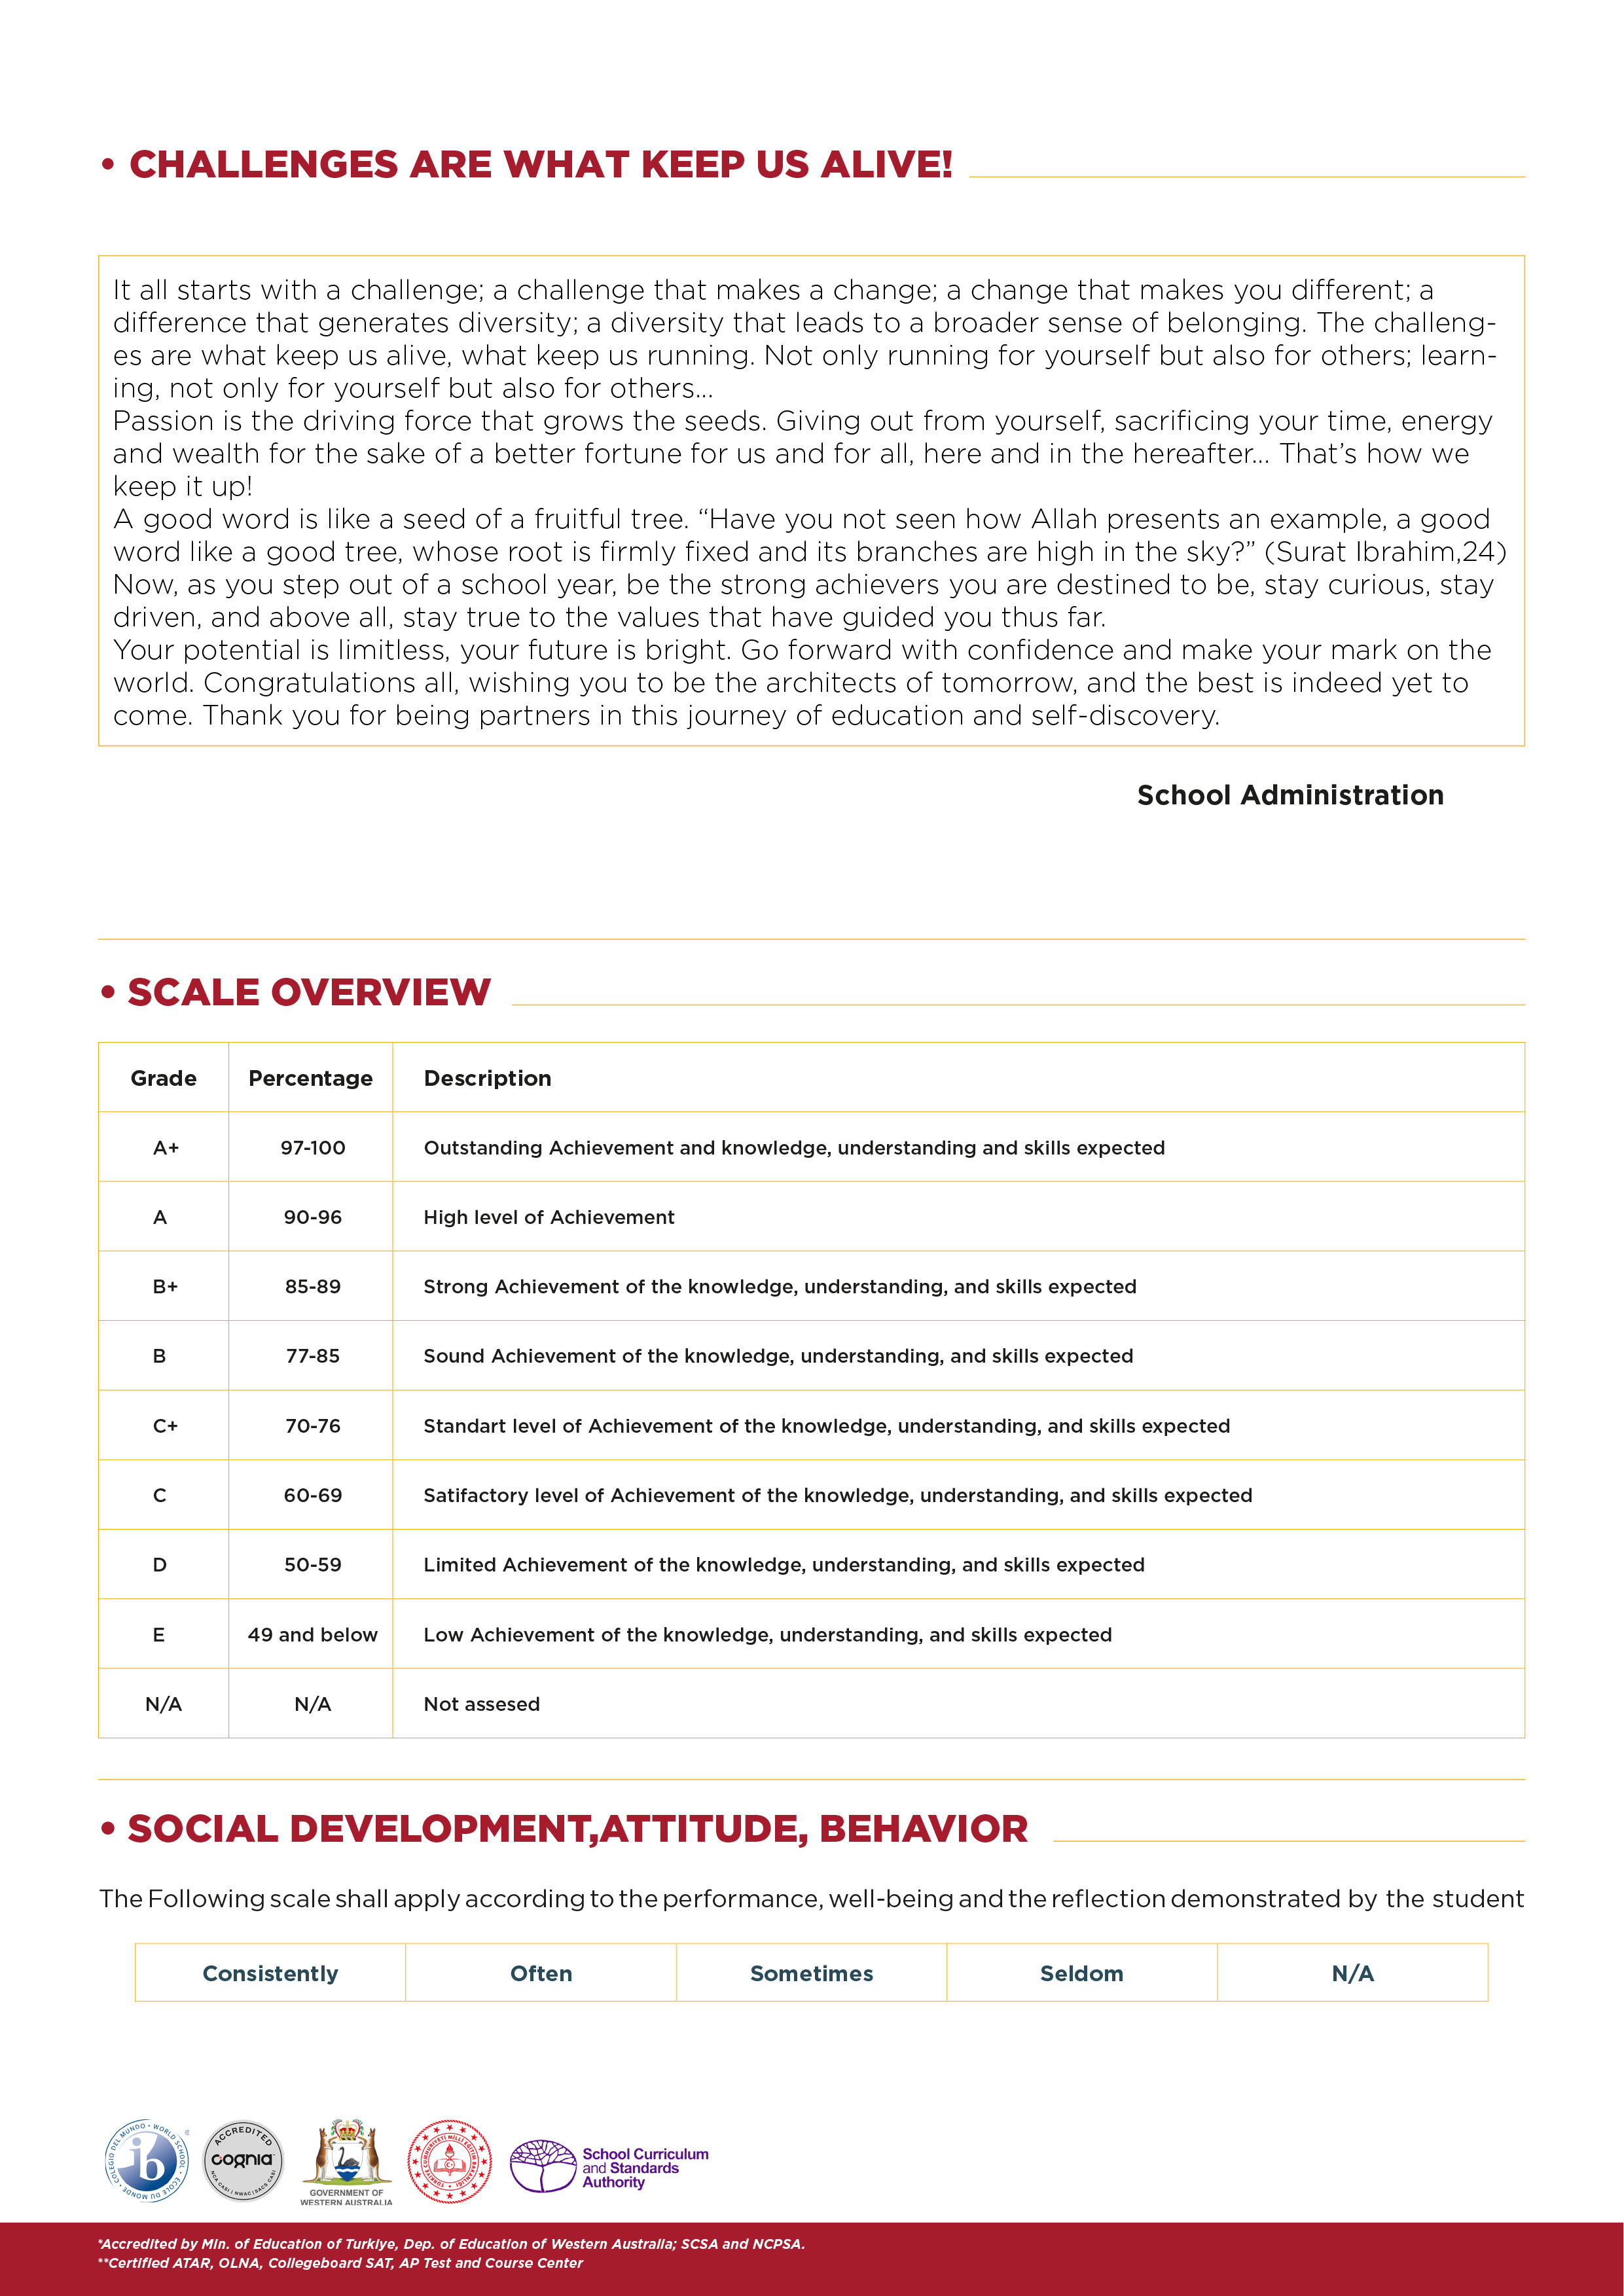 • CHALLENGES ARE WHAT KEEP US ALIVE!
It all starts with a challenge; a challenge that makes a change; a change that makes you different; a
difference that generates diversity; a diversity that leads to a broader sense of belonging. The challeng-
es are what keep us alive, what keep us running. Not only running for yourself but also for others; learn-
ing, not only for yourself but also for others...
Passion is the driving force that grows the seeds. Giving out from yourself, sacrificing your time, energy
and wealth for the sake of a better fortune for us and for all, here and in the hereafter... That’s how we
keep it up!
A good word is like a seed of a fruitful tree. “Have you not seen how Allah presents an example, a good
word like a good tree, whose root is firmly fixed and its branches are high in the sky?” (Surat Ibrahim,24)
Now, as you step out of a school year, be the strong achievers you are destined to be, stay curious, stay
driven, and above all, stay true to the values that have guided you thus far.
Your potential is limitless, your future is bright. Go forward with confidence and make your mark on the
world. Congratulations all, wishing you to be the architects of tomorrow, and the best is indeed yet to
come. Thank you for being partners in this journey of education and self-discovery.
School Administration
• SCALE OVERVIEW
Grade Percentage Description
A+ 97-100 Outstanding Achievement and knowledge, understanding and skills expected
A 90-96 High level of Achievement
B+ 85-89 Strong Achievement of the knowledge, understanding, and skills expected
B 77-85 Sound Achievement of the knowledge, understanding, and skills expected
C+ 70-76 Standart level of Achievement of the knowledge, understanding, and skills expected
C 60-69 Satifactory level of Achievement of the knowledge, understanding, and skills expected
D 50-59 Limited Achievement of the knowledge, understanding, and skills expected
E 49 and below Low Achievement of the knowledge, understanding, and skills expected
N/A N/A Not assesed
• SOCIAL DEVELOPMENT,ATTITUDE, BEHAVIOR
The Following scale shall apply according to the performance, well-being and the reflection demonstrated by the student
Consistently Often Sometimes Seldom N/A
ib
COLEGIO DEL MUNDO • WORLD SCHOOL • ECOLE DU MONDE •
ACCREDITED
cognia
NCA CASI | NWAC | SACS CASI
GOVERNMENT OF
WESTERN AUSTRALIA
TÜRKİYE CUMHURİYETİ MİLLÎ EĞİTİM BAKANLIĞI
School Curriculum
and Standards
Authority
*Accredited by Min. of Education of Turkiye, Dep. of Education of Western Australia; SCSA and NCPSA.
**Certified ATAR, OLNA, Collegeboard SAT, AP Test and Course Center